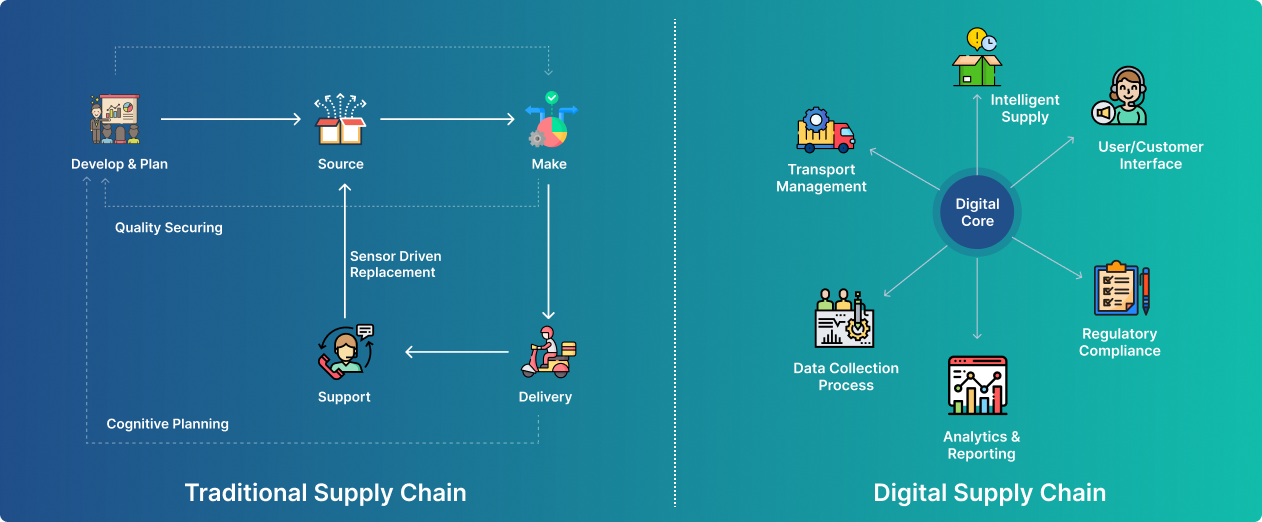 Develop & Plan
Source
Make
Quality Securing
Sensor Driven
Replacement
Support
Delivery
Cognitive Planning
Traditional Supply Chain
Intelligent
Supply
User/Customer
Interface
Transport
Management
Digital
Core
Regulatory
Compliance
Data Collection
Process
Analytics &
Reporting
Digital Supply Chain